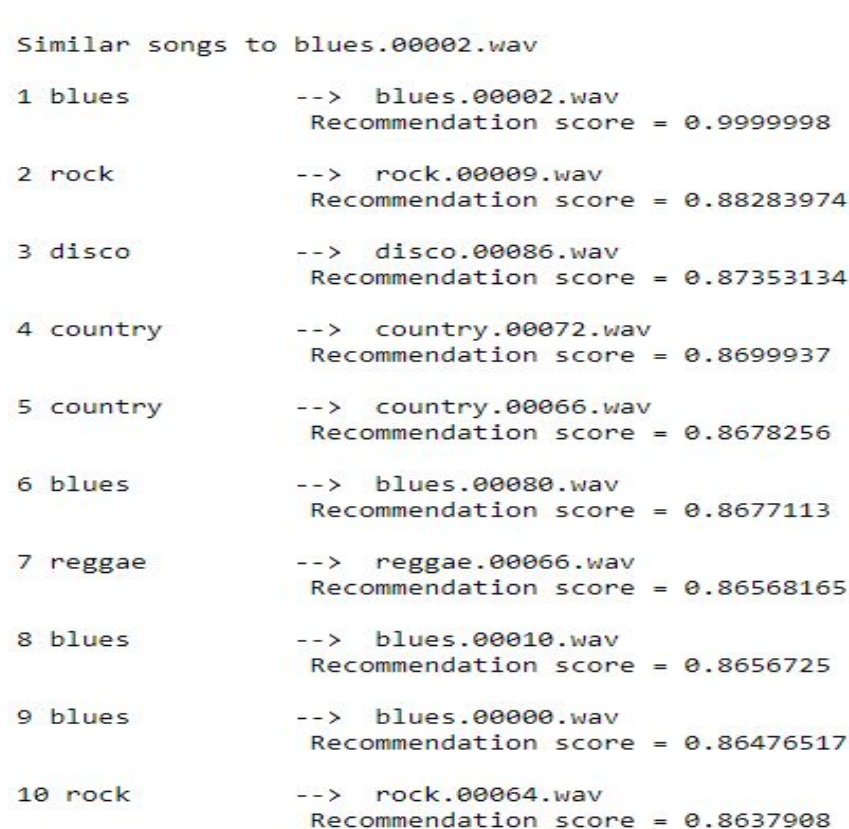 Similar songs to blues.00002.wav
1 blues --> blues.00002.wav
Recommendation score = 0.9999998
2 rock --> rock.00009.wav
Recommendation score = 0.88283974
3 disco --> disco.00086.wav
Recommendation score = 0.87353134
4 country --> country.00072.wav
Recommendation score = 0.8699937
5 country --> country.00066.wav
Recommendation score = 0.8678256
6 blues --> blues.00080.wav
Recommendation score = 0.8677113
7 reggae --> reggae.00066.wav
Recommendation score = 0.86568165
8 blues --> blues.00010.wav
Recommendation score = 0.8656725
9 blues --> blues.00000.wav
Recommendation score = 0.86476517
10 rock --> rock.00064.wav
Recommendation score = 0.8637908